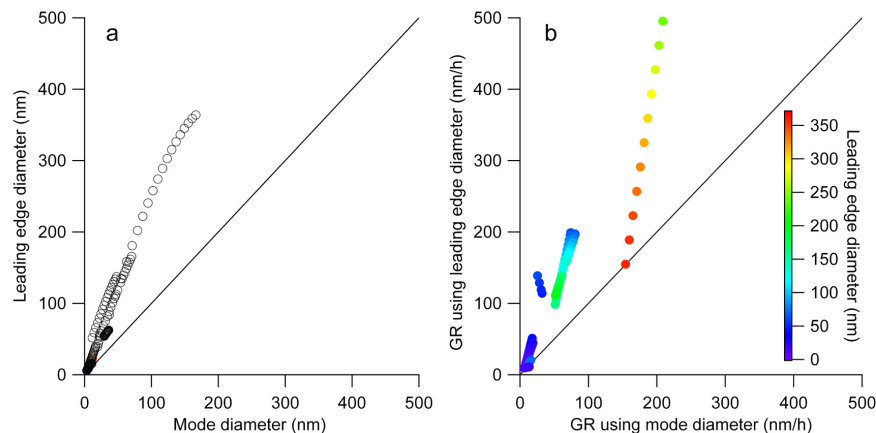 a
Leading edge diameter (nm)
500
400
300
200
100
0
0 100 200 300 400 500
Mode diameter (nm)
b
GR using leading edge diameter (nm/h)
500
400
300
200
100
0
0 100 200 300 400 500
GR using mode diameter (nm/h)
350
300
250
200
150
100
50
0
Leading edge diameter (nm)